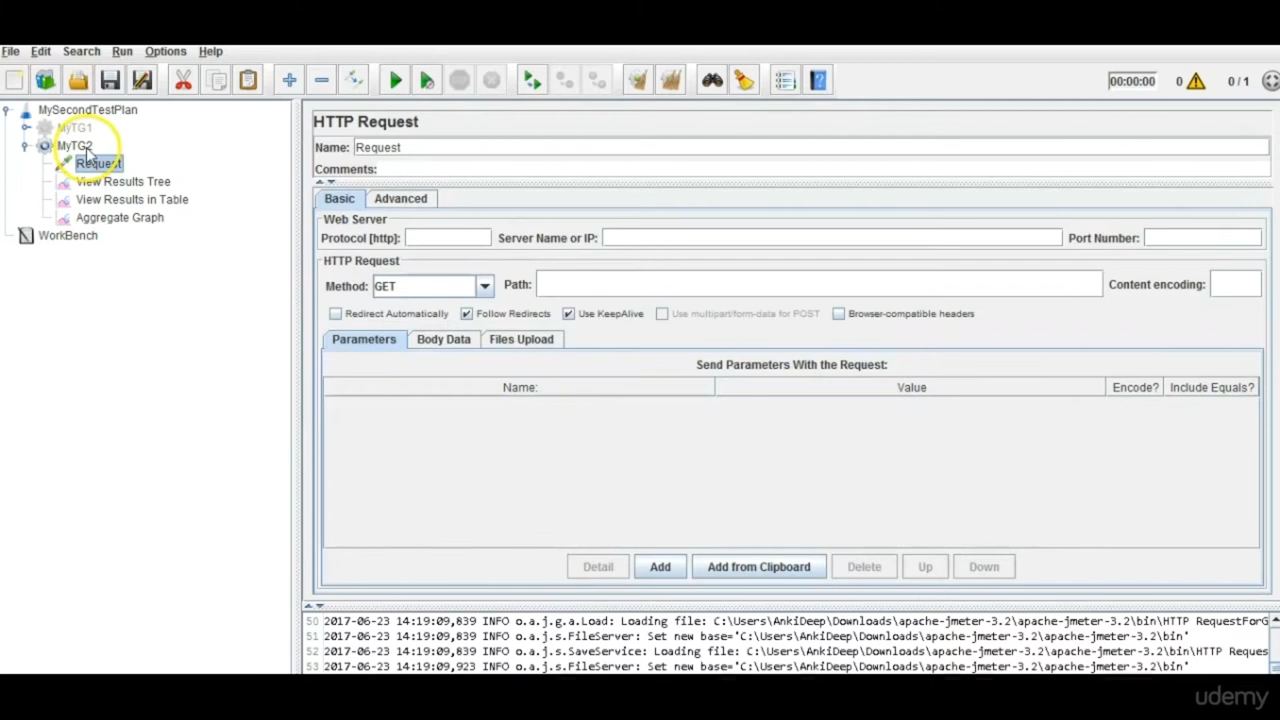 File Edit Search Run Options Help
00:00:00 0 0 / 1
MySecondTestPlan
MyTG1
MyTG2
Request
View Results Tree
View Results in Table
Aggregate Graph
WorkBench
HTTP Request
Name: Request
Comments:
Basic Advanced
Web Server
Protocol [http]: Server Name or IP: Port Number:
HTTP Request
Method: GET Path: Content encoding:
Redirect Automatically Follow Redirects Use KeepAlive Use multipart/form-data for POST Browser-compatible headers
Parameters Body Data Files Upload
Send Parameters With the Request:
Name: Value Encode? Include Equals?
Detail Add Add from Clipboard Delete Up Down
50 2017-06-23 14:19:09,839 INFO o.a.j.g.a.Load: Loading file: C:\Users\AnkiDeep\Downloads\apache-jmeter-3.2\apache-jmeter-3.2\bin\HTTP RequestForG
51 2017-06-23 14:19:09,839 INFO o.a.j.s.FileServer: Set new base='C:\Users\AnkiDeep\Downloads\apache-jmeter-3.2\apache-jmeter-3.2\bin'
52 2017-06-23 14:19:09,839 INFO o.a.j.s.SaveService: Loading file: C:\Users\AnkiDeep\Downloads\apache-jmeter-3.2\apache-jmeter-3.2\bin\HTTP Reques
53 2017-06-23 14:19:09,923 INFO o.a.j.s.FileServer: Set new base='C:\Users\AnkiDeep\Downloads\apache-jmeter-3.2\apache-jmeter-3.2\bin'
udemy